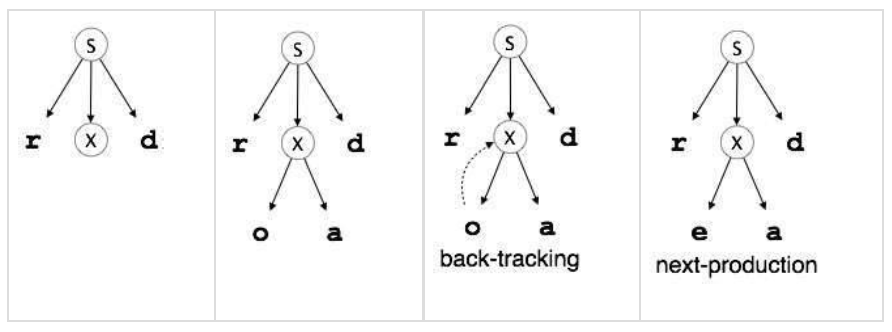 S
r X d
S
r X d
o a
S
r X d
o a
back-tracking
S
r X d
e a
next-production